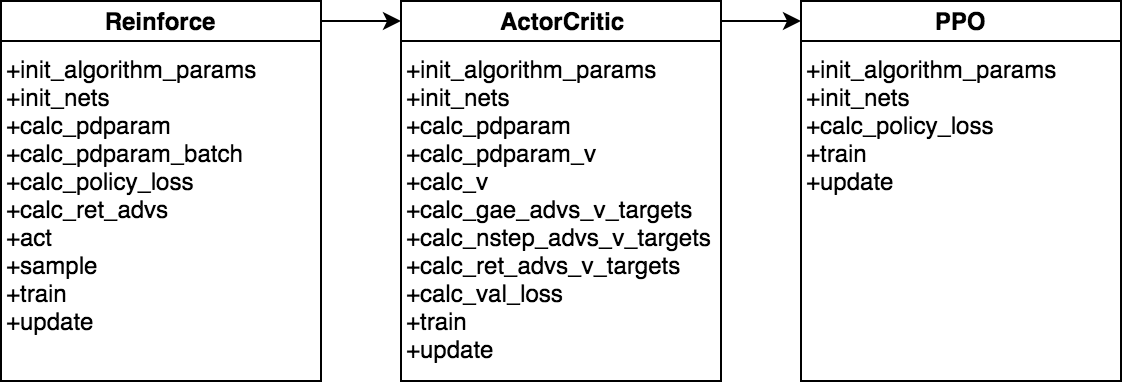 Reinforce
+init_algorithm_params
+init_nets
+calc_pdparam
+calc_pdparam_batch
+calc_policy_loss
+calc_ret_advs
+act
+sample
+train
+update
ActorCritic
+init_algorithm_params
+init_nets
+calc_pdparam
+calc_pdparam_v
+calc_v
+calc_gae_advs_v_targets
+calc_nstep_advs_v_targets
+calc_ret_advs_v_targets
+calc_val_loss
+train
+update
PPO
+init_algorithm_params
+init_nets
+calc_policy_loss
+train
+update